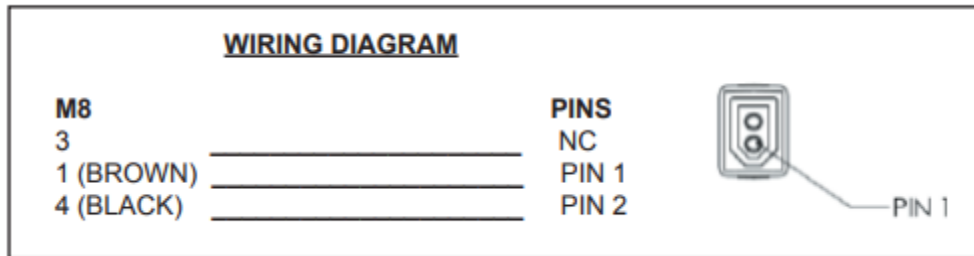 WIRING DIAGRAM
M8 PINS
3 NC
1 (BROWN) PIN 1
4 (BLACK) PIN 2
PIN 1